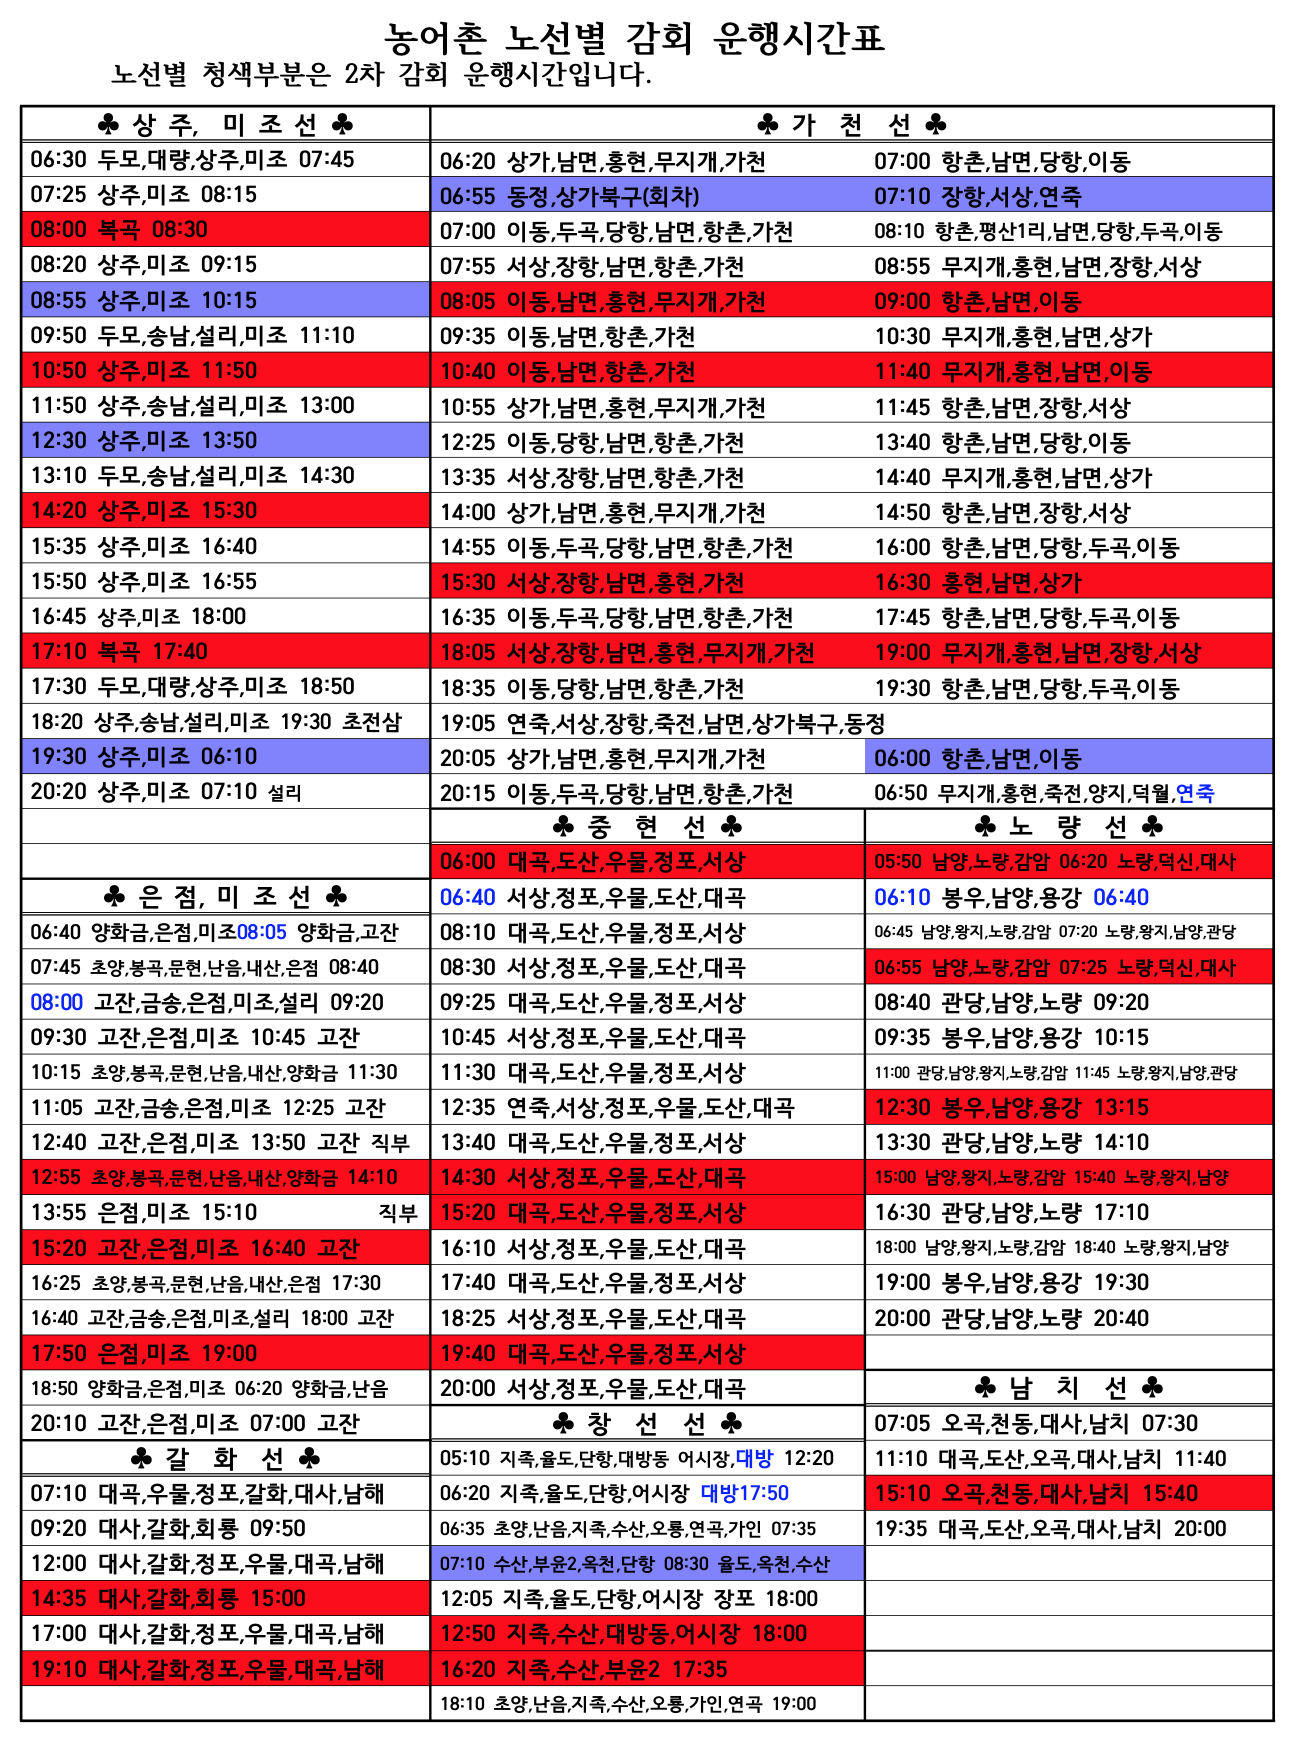 농어촌 노선별 감회 운행시간표
노선별 청색부분은 2차 감회 운행시간입니다.
♣ 상 주, 미 조 선 ♣
06:30 두모,대량,상주,미조 07:45
07:25 상주,미조 08:15
08:00 복곡 08:30
08:20 상주,미조 09:15
08:55 상주,미조 10:15
09:50 두모,송남,설리,미조 11:10
10:50 상주,미조 11:50
11:50 상주,송남,설리,미조 13:00
12:30 상주,미조 13:50
13:10 두모,송남,설리,미조 14:30
14:20 상주,미조 15:30
15:35 상주,미조 16:40
15:50 상주,미조 16:55
16:45 상주,미조 18:00
17:10 복곡 17:40
17:30 두모,대량,상주,미조 18:50
18:20 상주,송남,설리,미조 19:30 초전삼
19:30 상주,미조 06:10
20:20 상주,미조 07:10 설리
♣ 은 점, 미 조 선 ♣
06:40 양화금,은점,미조08:05 양화금,고잔
07:45 초양,봉곡,문현,난음,내산,은점 08:40
08:00 고잔,금송,은점,미조,설리 09:20
09:30 고잔,은점,미조 10:45 고잔
10:15 초양,봉곡,문현,난음,내산,양화금 11:30
11:05 고잔,금송,은점,미조 12:25 고잔
12:40 고잔,은점,미조 13:50 고잔 직부
12:55 초양,봉곡,문현,난음,내산,양화금 14:10
13:55 은점,미조 15:10 직부
15:20 고잔,은점,미조 16:40 고잔
16:25 초양,봉곡,문현,난음,내산,은점 17:30
16:40 고잔,금송,은점,미조,설리 18:00 고잔
17:50 은점,미조 19:00
18:50 양화금,은점,미조 06:20 양화금,난음
20:10 고잔,은점,미조 07:00 고잔
♣ 갈 화 선 ♣
07:10 대곡,우물,정포,갈화,대사,남해
09:20 대사,갈화,회룡 09:50
12:00 대사,갈화,정포,우물,대곡,남해
14:35 대사,갈화,회룡 15:00
17:00 대사,갈화,정포,우물,대곡,남해
19:10 대사,갈화,정포,우물,대곡,남해
♣ 가 천 선 ♣
06:20 상가,남면,홍현,무지개,가천 07:00 항촌,남면,당항,이동
06:55 동정,상가북구(회차) 07:10 장항,서상,연죽
07:00 이동,두곡,당항,남면,항촌,가천 08:10 항촌,평산1리,남면,당항,두곡,이동
07:55 서상,장항,남면,항촌,가천 08:55 무지개,홍현,남면,장항,서상
08:05 이동,남면,홍현,무지개,가천 09:00 항촌,남면,이동
09:35 이동,남면,항촌,가천 10:30 무지개,홍현,남면,상가
10:40 이동,남면,항촌,가천 11:40 무지개,홍현,남면,이동
10:55 상가,남면,홍현,무지개,가천 11:45 항촌,남면,장항,서상
12:25 이동,당항,남면,항촌,가천 13:40 항촌,남면,당항,이동
13:35 서상,장항,남면,항촌,가천 14:40 무지개,홍현,남면,상가
14:00 상가,남면,홍현,무지개,가천 14:50 항촌,남면,장항,서상
14:55 이동,두곡,당항,남면,항촌,가천 16:00 항촌,남면,당항,두곡,이동
15:30 서상,장항,남면,홍현,가천 16:30 홍현,남면,상가
16:35 이동,두곡,당항,남면,항촌,가천 17:45 항촌,남면,당항,두곡,이동
18:05 서상,장항,남면,홍현,무지개,가천 19:00 무지개,홍현,남면,장항,서상
18:35 이동,당항,남면,항촌,가천 19:30 항촌,남면,당항,두곡,이동
19:05 연죽,서상,장항,죽전,남면,상가북구,동정
20:05 상가,남면,홍현,무지개,가천 06:00 항촌,남면,이동
20:15 이동,두곡,당항,남면,항촌,가천 06:50 무지개,홍현,죽전,양지,덕월,연죽
♣ 중 현 선 ♣
06:00 대곡,도산,우물,정포,서상
06:40 서상,정포,우물,도산,대곡
08:10 대곡,도산,우물,정포,서상
08:30 서상,정포,우물,도산,대곡
09:25 대곡,도산,우물,정포,서상
10:45 서상,정포,우물,도산,대곡
11:30 대곡,도산,우물,정포,서상
12:35 연죽,서상,정포,우물,도산,대곡
13:40 대곡,도산,우물,정포,서상
14:30 서상,정포,우물,도산,대곡
15:20 대곡,도산,우물,정포,서상
16:10 서상,정포,우물,도산,대곡
17:40 대곡,도산,우물,정포,서상
18:25 서상,정포,우물,도산,대곡
19:40 대곡,도산,우물,정포,서상
20:00 서상,정포,우물,도산,대곡
♣ 창 선 선 ♣
05:10 지족,율도,단항,대방동 어시장,대방 12:20
06:20 지족,율도,단항,어시장 대방17:50
06:35 초양,난음,지족,수산,오룡,연곡,가인 07:35
07:10 수산,부윤2,옥천,단항 08:30 율도,옥천,수산
12:05 지족,율도,단항,어시장 장포 18:00
12:50 지족,수산,대방동,어시장 18:00
16:20 지족,수산,부윤2 17:35
18:10 초양,난음,지족,수산,오룡,가인,연곡 19:00
♣ 노 량 선 ♣
05:50 남양,노량,감암 06:20 노량,덕신,대사
06:10 봉우,남양,용강 06:40
06:45 남양,왕지,노량,감암 07:20 노량,왕지,남양,관당
06:55 남양,노량,감암 07:25 노량,덕신,대사
08:40 관당,남양,노량 09:20
09:35 봉우,남양,용강 10:15
11:00 관당,남양,왕지,노량,감암 11:45 노량,왕지,남양,관당
12:30 봉우,남양,용강 13:15
13:30 관당,남양,노량 14:10
15:00 남양,왕지,노량,감암 15:40 노량,왕지,남양
16:30 관당,남양,노량 17:10
18:00 남양,왕지,노량,감암 18:40 노량,왕지,남양
19:00 봉우,남양,용강 19:30
20:00 관당,남양,노량 20:40
♣ 남 치 선 ♣
07:05 오곡,천동,대사,남치 07:30
11:10 대곡,도산,오곡,대사,남치 11:40
15:10 오곡,천동,대사,남치 15:40
19:35 대곡,도산,오곡,대사,남치 20:00